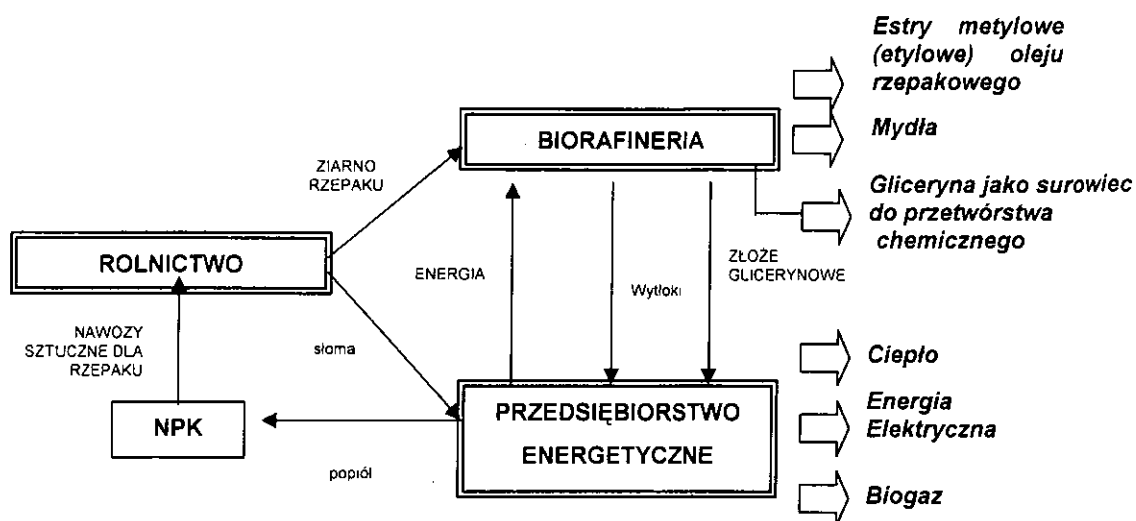 Estry metylowe
(etylowe) oleju
rzepakowego
BIORAFINERIA
Mydła
ZIARNO
RZEPAKU
Gliceryna jako surowiec
do przetwórstwa
chemicznego
ROLNICTWO
ENERGIA
Wytłoki
ZŁOŻE
GLICERYNOWE
NAWOZY
SZTUCZNE DLA
RZEPAKU
słoma
Ciepło
PRZEDSIĘBIORSTWO
ENERGETYCZNE
Energia
Elektryczna
NPK
popiół
Biogaz